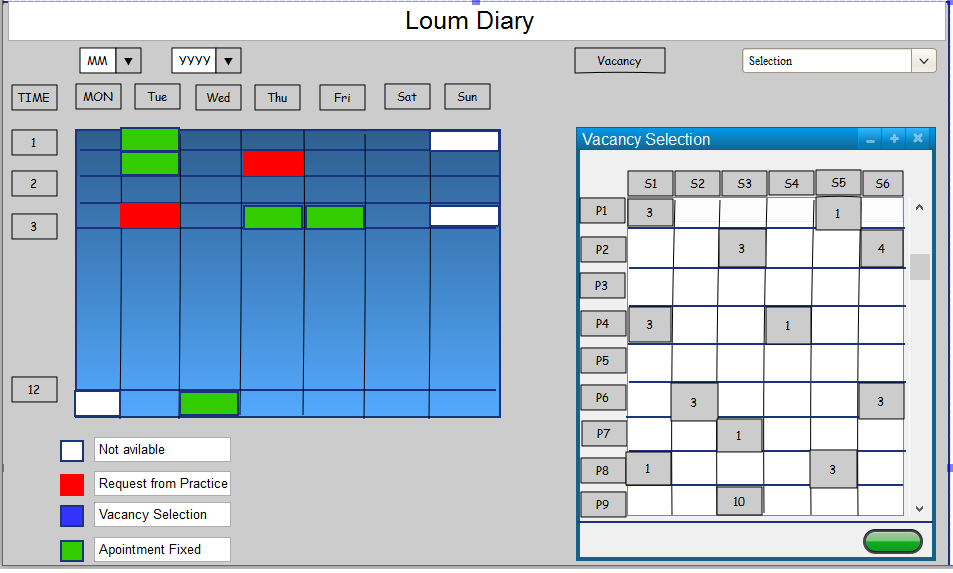 Loum Diary
MM YYYY Vacancy Selection
TIME MON Tue Wed Thu Fri Sat Sun
1
2
3
12
Not avilable
Request from Practice
Vacancy Selection
Apointment Fixed
Vacancy Selection
S1 S2 S3 S4 S5 S6
P1 3 1
P2 3 4
P3
P4 3 1
P5
P6 3 3
P7 1
P8 1 3
P9 10